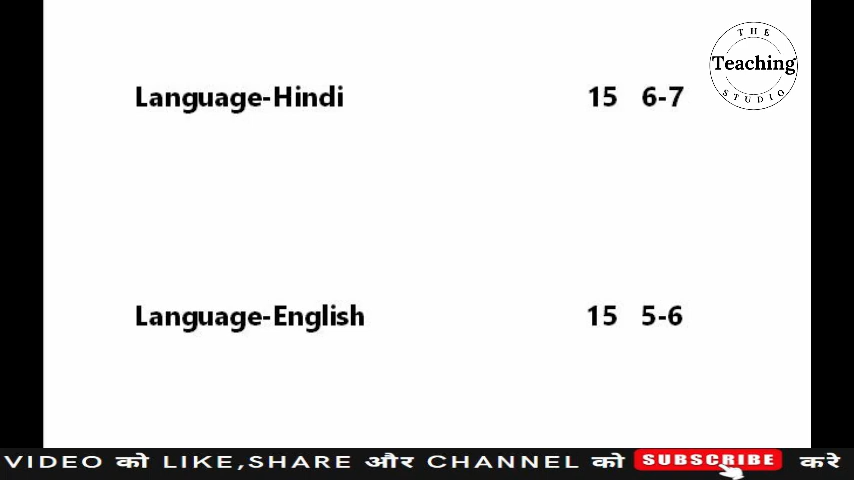 THE
Teaching
STUDIO
Language-Hindi 15 6-7
Language-English 15 5-6
VIDEO को LIKE,SHARE और CHANNEL को SUBSCRIBE करे